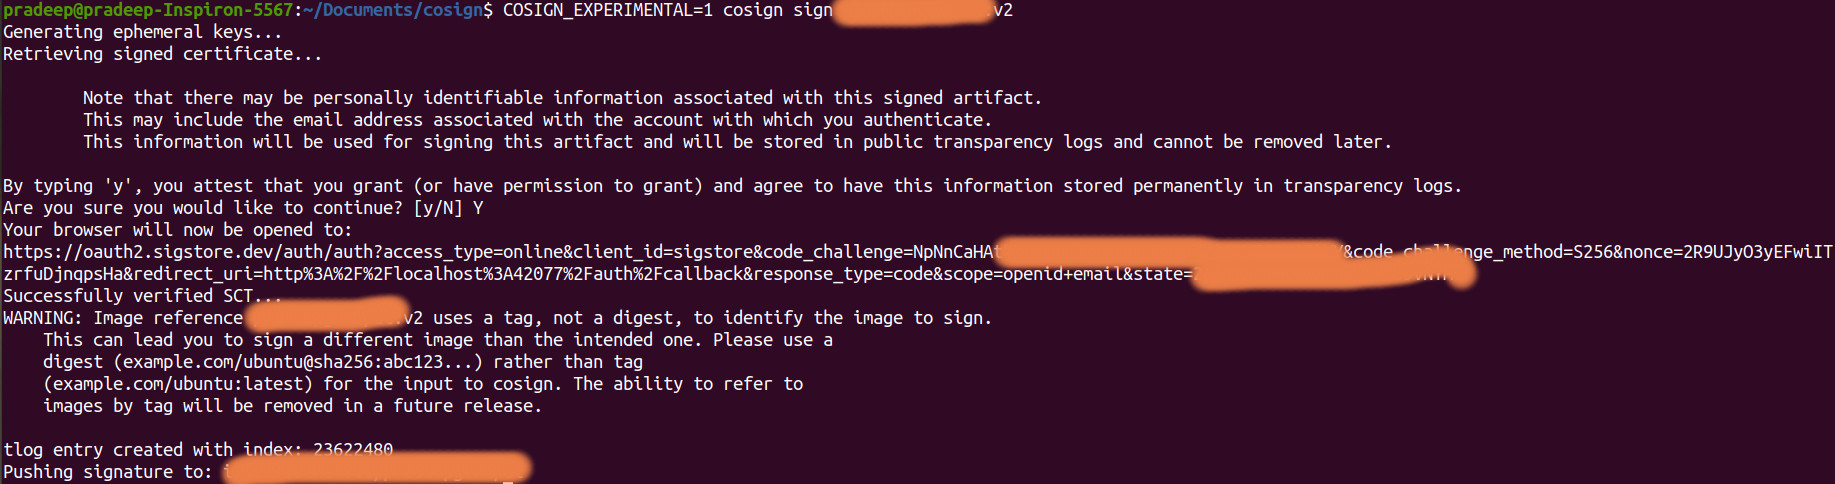 pradeep@pradeep-Inspiron-5567:~/Documents/cosign$ COSIGN_EXPERIMENTAL=1 cosign sign v2
Generating ephemeral keys...
Retrieving signed certificate...
Note that there may be personally identifiable information associated with this signed artifact.
This may include the email address associated with the account with which you authenticate.
This information will be used for signing this artifact and will be stored in public transparency logs and cannot be removed later.
By typing 'y', you attest that you grant (or have permission to grant) and agree to have this information stored permanently in transparency logs.
Are you sure you would like to continue? [y/N] Y
Your browser will now be opened to:
https://oauth2.sigstore.dev/auth/auth?access_type=online&client_id=sigstore&code_challenge=NpNnCaHAt &code_challenge_method=S256&nonce=2R9UJyO3yEFwiIT
zrfuDjnqpsHa&redirect_uri=http%3A%2F%2Flocalhost%3A42077%2Fauth%2Fcallback&response_type=code&scope=openid+email&state=
Successfully verified SCT...
WARNING: Image reference .v2 uses a tag, not a digest, to identify the image to sign.
This can lead you to sign a different image than the intended one. Please use a
digest (example.com/ubuntu@sha256:abc123...) rather than tag
(example.com/ubuntu:latest) for the input to cosign. The ability to refer to
images by tag will be removed in a future release.
tlog entry created with index: 23622480
Pushing signature to: